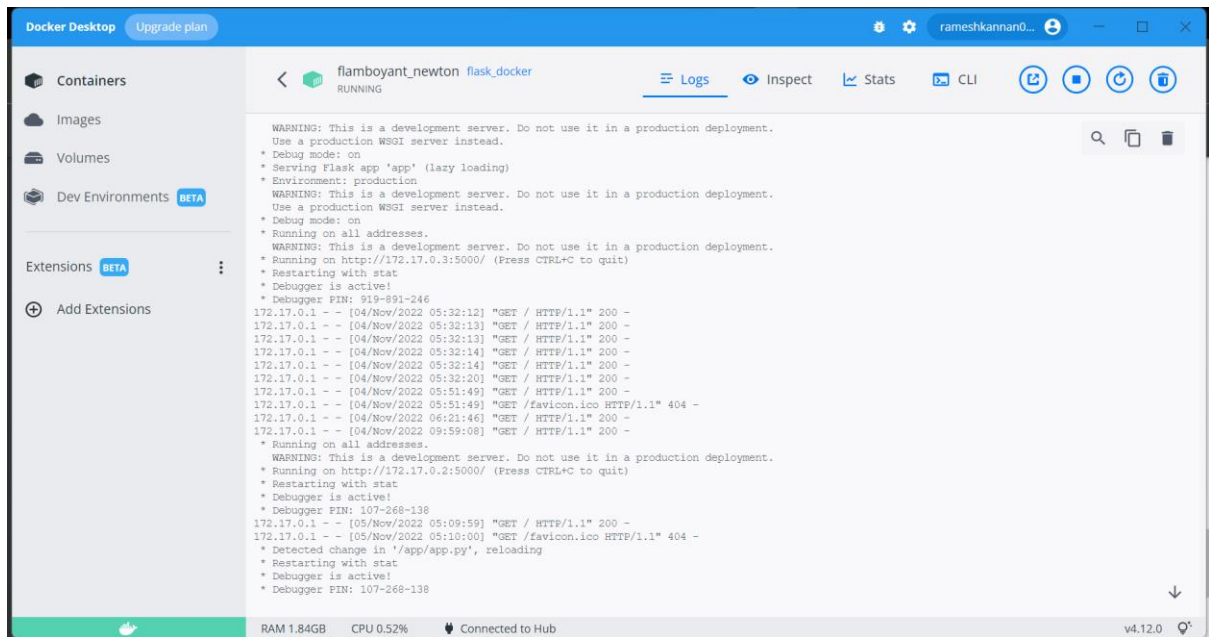 Docker Desktop Upgrade plan rameshkannan0...
Containers
Images
Volumes
Dev Environments BETA
Extensions BETA
Add Extensions
flamboyant_newton flask_docker
RUNNING
Logs Inspect Stats CLI
WARNING: This is a development server. Do not use it in a production deployment.
Use a production WSGI server instead.
* Debug mode: on
* Serving Flask app 'app' (lazy loading)
* Environment: production
WARNING: This is a development server. Do not use it in a production deployment.
Use a production WSGI server instead.
* Debug mode: on
* Running on all addresses.
WARNING: This is a development server. Do not use it in a production deployment.
* Running on http://172.17.0.3:5000/ (Press CTRL+C to quit)
* Restarting with stat
* Debugger is active!
* Debugger PIN: 919-891-246
172.17.0.1 - - [04/Nov/2022 05:32:12] "GET / HTTP/1.1" 200 -
172.17.0.1 - - [04/Nov/2022 05:32:13] "GET / HTTP/1.1" 200 -
172.17.0.1 - - [04/Nov/2022 05:32:13] "GET / HTTP/1.1" 200 -
172.17.0.1 - - [04/Nov/2022 05:32:14] "GET / HTTP/1.1" 200 -
172.17.0.1 - - [04/Nov/2022 05:32:14] "GET / HTTP/1.1" 200 -
172.17.0.1 - - [04/Nov/2022 05:32:20] "GET / HTTP/1.1" 200 -
172.17.0.1 - - [04/Nov/2022 05:51:49] "GET / HTTP/1.1" 200 -
172.17.0.1 - - [04/Nov/2022 05:51:49] "GET /favicon.ico HTTP/1.1" 404 -
172.17.0.1 - - [04/Nov/2022 06:21:46] "GET / HTTP/1.1" 200 -
172.17.0.1 - - [04/Nov/2022 09:59:08] "GET / HTTP/1.1" 200 -
* Running on all addresses.
WARNING: This is a development server. Do not use it in a production deployment.
* Running on http://172.17.0.2:5000/ (Press CTRL+C to quit)
* Restarting with stat
* Debugger is active!
* Debugger PIN: 107-268-138
172.17.0.1 - - [05/Nov/2022 05:09:59] "GET / HTTP/1.1" 200 -
172.17.0.1 - - [05/Nov/2022 05:10:00] "GET /favicon.ico HTTP/1.1" 404 -
* Detected change in '/app/app.py', reloading
* Restarting with stat
* Debugger is active!
* Debugger PIN: 107-268-138
RAM 1.84GB CPU 0.52% Connected to Hub v4.12.0